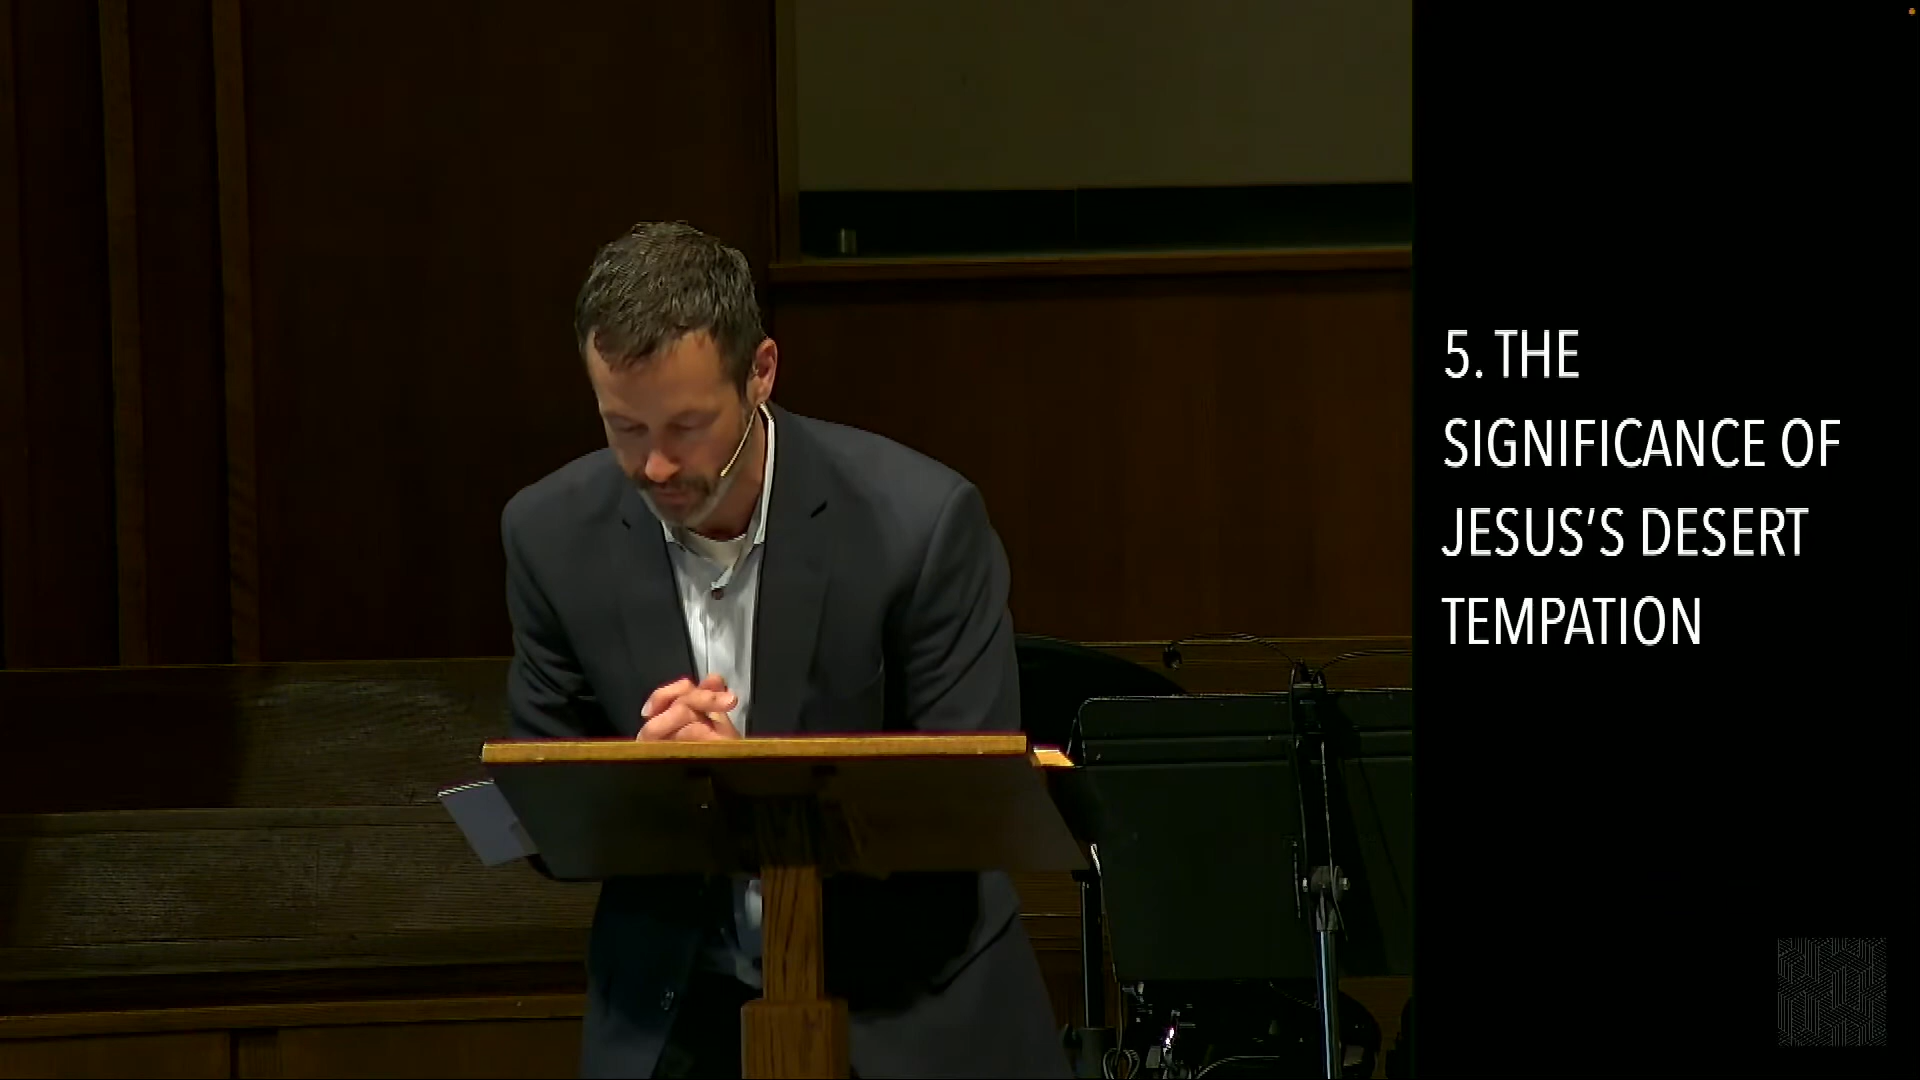 5. THE
SIGNIFICANCE OF
JESUS’S DESERT
TEMPATION